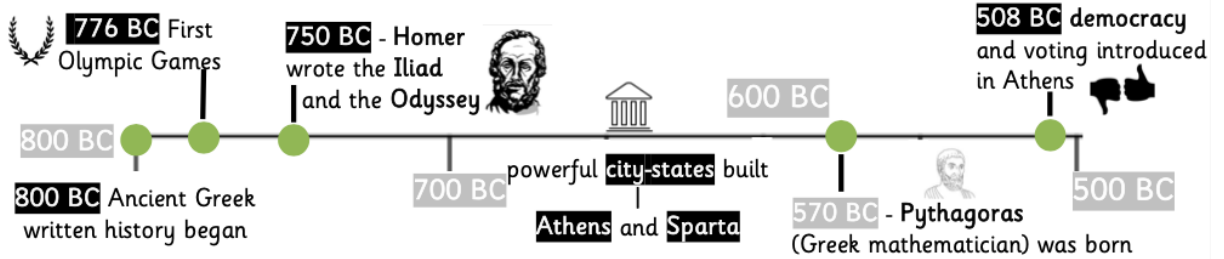 776 BC First
Olympic Games
750 BC - Homer
wrote the Iliad
and the Odyssey
508 BC democracy
and voting introduced
in Athens
600 BC
800 BC
700 BC
500 BC
800 BC Ancient Greek
written history began
powerful city-states built
Athens and Sparta
570 BC - Pythagoras
(Greek mathematician) was born